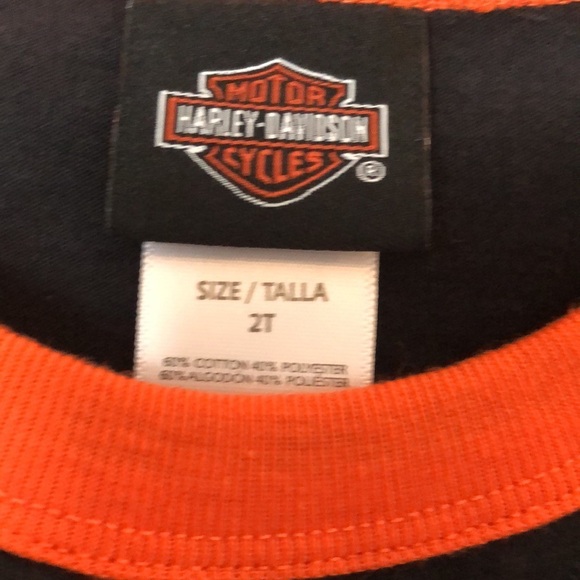 MOTOR
HARLEY-DAVIDSON
CYCLES
®
SIZE / TALLA
2T
60% COTTON 40% POLYESTER
60% ALGODON 40% POLIESTER